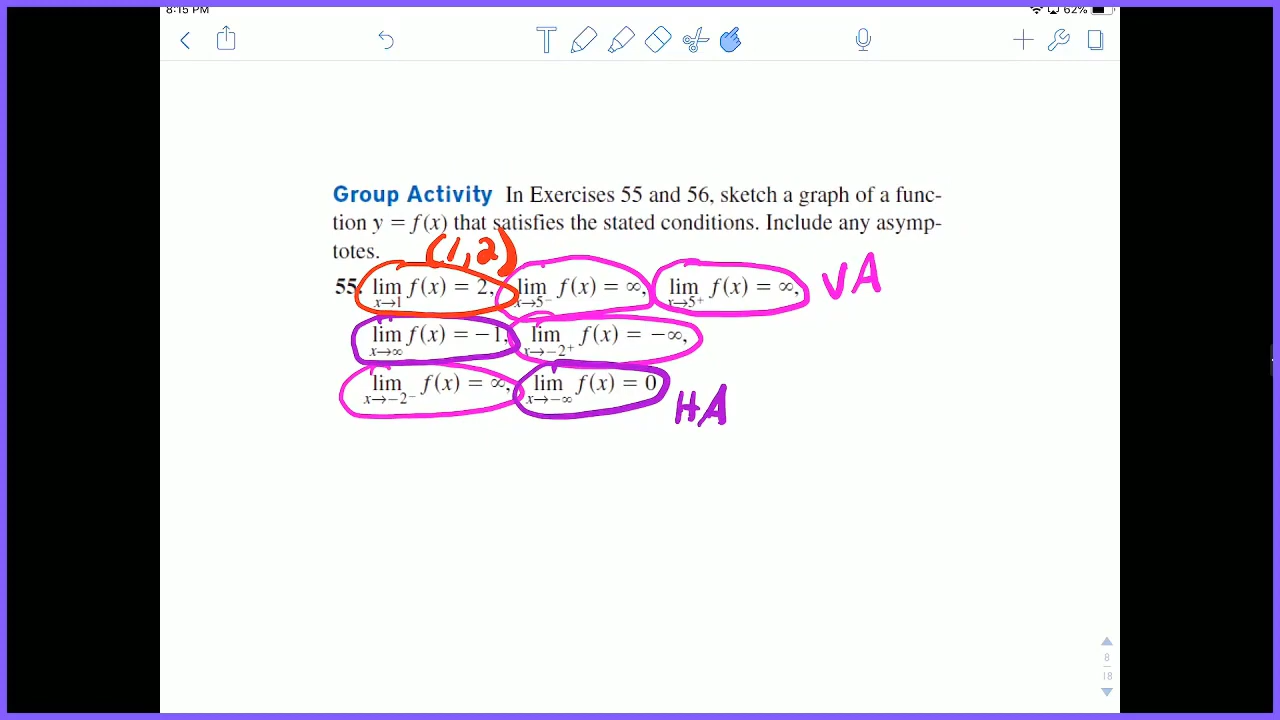 8:15 PM
62%
T
Group Activity In Exercises 55 and 56, sketch a graph of a func-
tion y = f(x) that satisfies the stated conditions. Include any asymp-
totes.
(1,2)
55. lim x→1 f(x) = 2, lim x→5⁻ f(x) = ∞, lim x→5⁺ f(x) = ∞, VA
lim x→∞ f(x) = −1, lim x→−2⁺ f(x) = −∞,
lim x→−2⁻ f(x) = ∞, lim x→−∞ f(x) = 0
HA
8
18